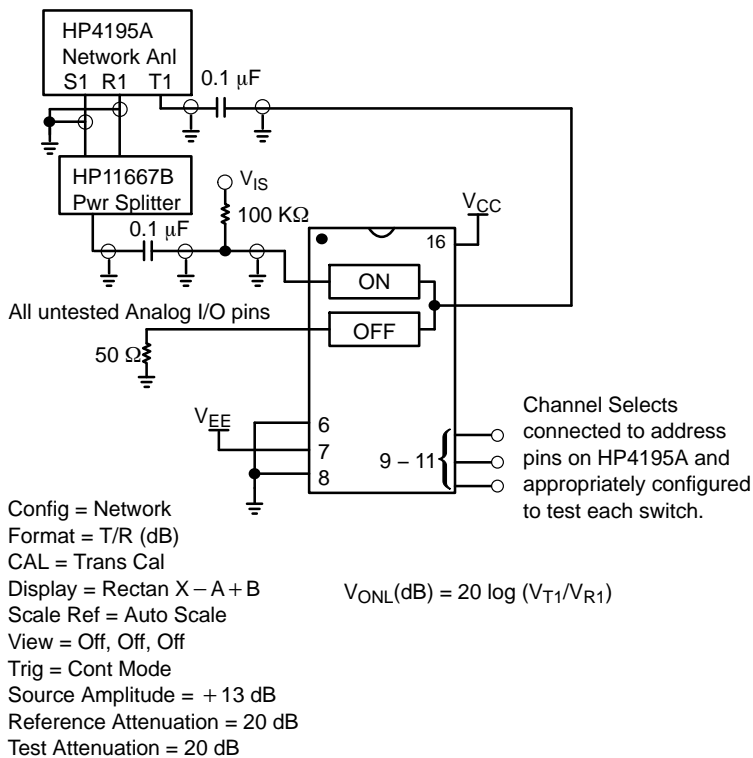 HP4195A
Network Anl
S1 R1 T1
0.1 μF
HP11667B
Pwr Splitter
V_IS
100 KΩ
0.1 μF
V_CC
16
ON
All untested Analog I/O pins
OFF
50 Ω
V_EE
6
7
8
9 – 11
Channel Selects
connected to address
pins on HP4195A and
appropriately configured
to test each switch.
Config = Network
Format = T/R (dB)
CAL = Trans Cal
Display = Rectan X – A + B
Scale Ref = Auto Scale
View = Off, Off, Off
Trig = Cont Mode
Source Amplitude = +13 dB
Reference Attenuation = 20 dB
Test Attenuation = 20 dB
V_ONL(dB) = 20 log (V_T1/V_R1)